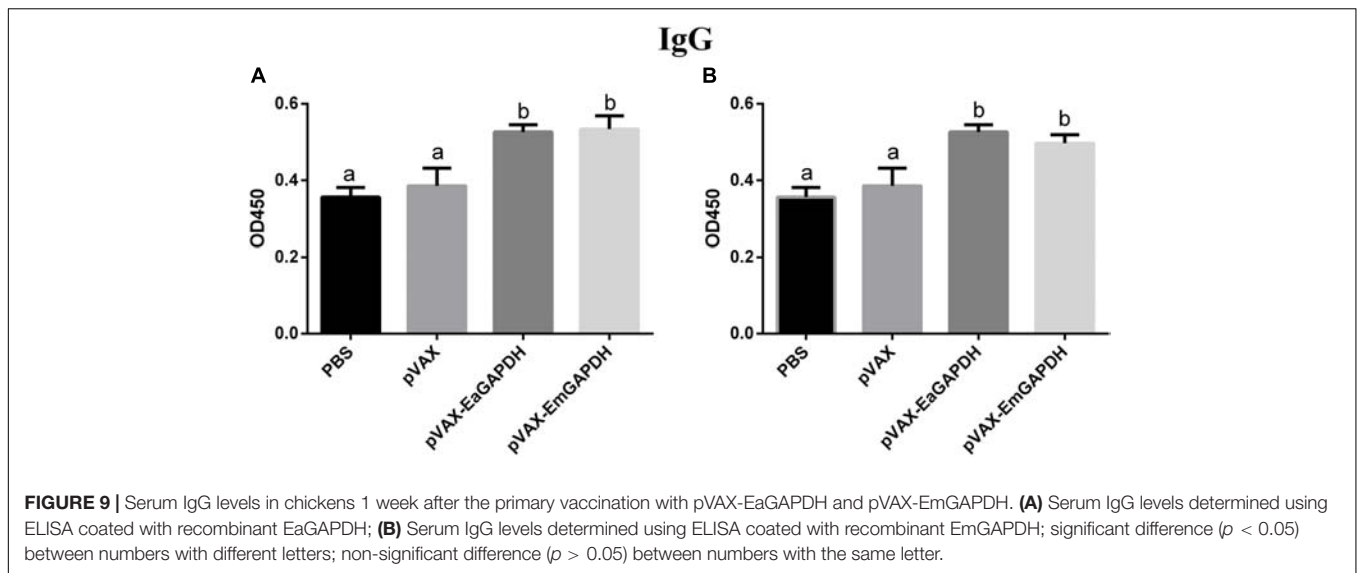 IgG
A
OD450
0.6
0.4
0.2
0.0
a
a
b
b
PBS
pVAX
pVAX-EaGAPDH
pVAX-EmGAPDH
B
OD450
0.6
0.4
0.2
0.0
a
a
b
b
PBS
pVAX
pVAX-EaGAPDH
pVAX-EmGAPDH
FIGURE 9 | Serum IgG levels in chickens 1 week after the primary vaccination with pVAX-EaGAPDH and pVAX-EmGAPDH. (A) Serum IgG levels determined using
ELISA coated with recombinant EaGAPDH; (B) Serum IgG levels determined using ELISA coated with recombinant EmGAPDH; significant difference (p < 0.05)
between numbers with different letters; non-significant difference (p > 0.05) between numbers with the same letter.